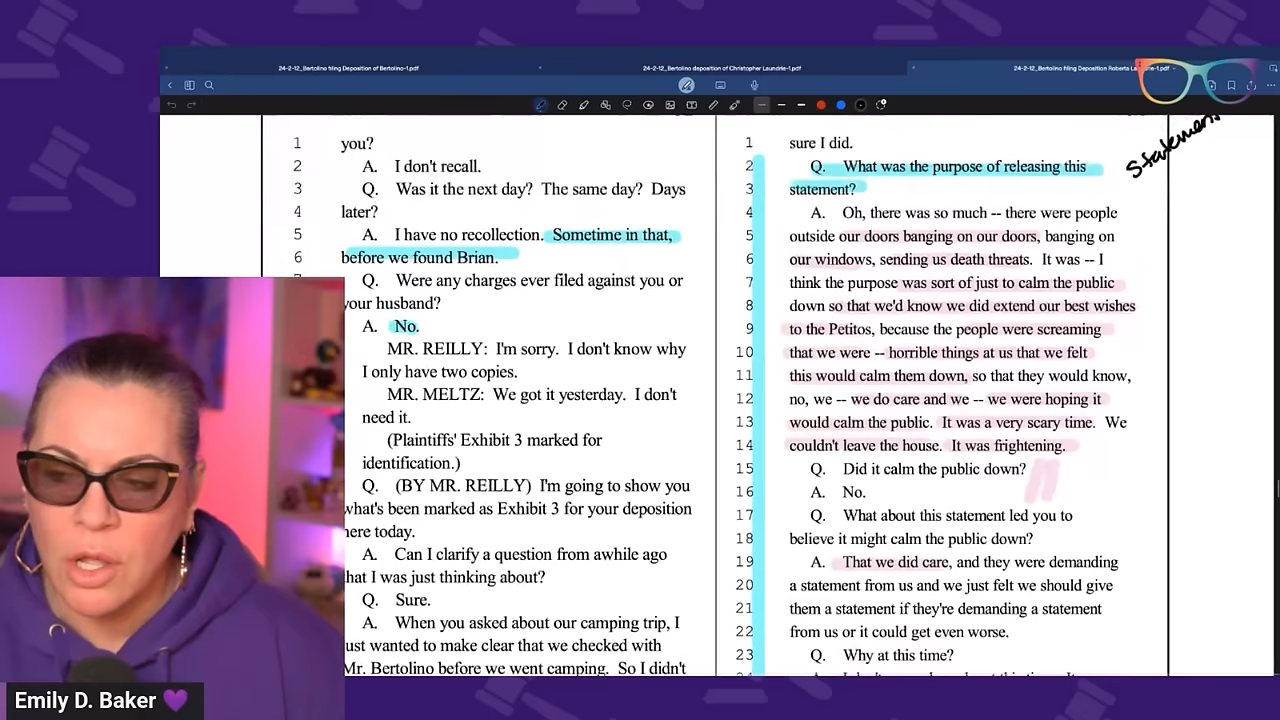 24-2-12_Bertolino filing Deposition of Bertolino-1.pdf
24-2-12_Bertolino deposition of Christopher Laundrie-1.pdf
24-2-12_Bertolino filing Deposition Roberta
Statement
1 you?
2 A. I don't recall.
3 Q. Was it the next day? The same day? Days
4 later?
5 A. I have no recollection. Sometime in that,
6 before we found Brian.
Q. Were any charges ever filed against you or
your husband?
A. No.
MR. REILLY: I'm sorry. I don't know why
I only have two copies.
MR. MELTZ: We got it yesterday. I don't
need it.
(Plaintiffs' Exhibit 3 marked for
identification.)
Q. (BY MR. REILLY) I'm going to show you
what's been marked as Exhibit 3 for your deposition
here today.
A. Can I clarify a question from awhile ago
that I was just thinking about?
Q. Sure.
A. When you asked about our camping trip, I
just wanted to make clear that we checked with
Mr. Bertolino before we went camping. So I didn't
1 sure I did.
2 Q. What was the purpose of releasing this
3 statement?
4 A. Oh, there was so much -- there were people
5 outside our doors banging on our doors, banging on
6 our windows, sending us death threats. It was -- I
7 think the purpose was sort of just to calm the public
8 down so that we'd know we did extend our best wishes
9 to the Petitos, because the people were screaming
10 that we were -- horrible things at us that we felt
11 this would calm them down, so that they would know,
12 no, we -- we do care and we -- we were hoping it
13 would calm the public. It was a very scary time. We
14 couldn't leave the house. It was frightening.
15 Q. Did it calm the public down?
16 A. No.
17 Q. What about this statement led you to
18 believe it might calm the public down?
19 A. That we did care, and they were demanding
20 a statement from us and we just felt we should give
21 them a statement if they're demanding a statement
22 from us or it could get even worse.
23 Q. Why at this time?
Emily D. Baker 💜